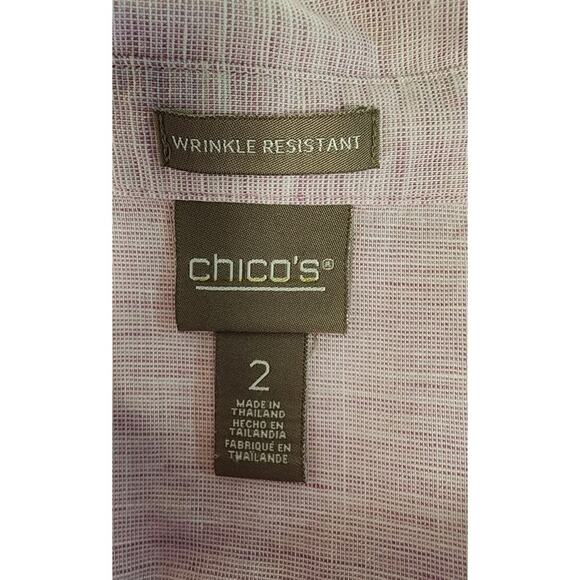 WRINKLE RESISTANT
chico's®
2
MADE IN
THAILAND
HECHO EN
TAILANDIA
FABRIQUÉ EN
THAÏLANDE